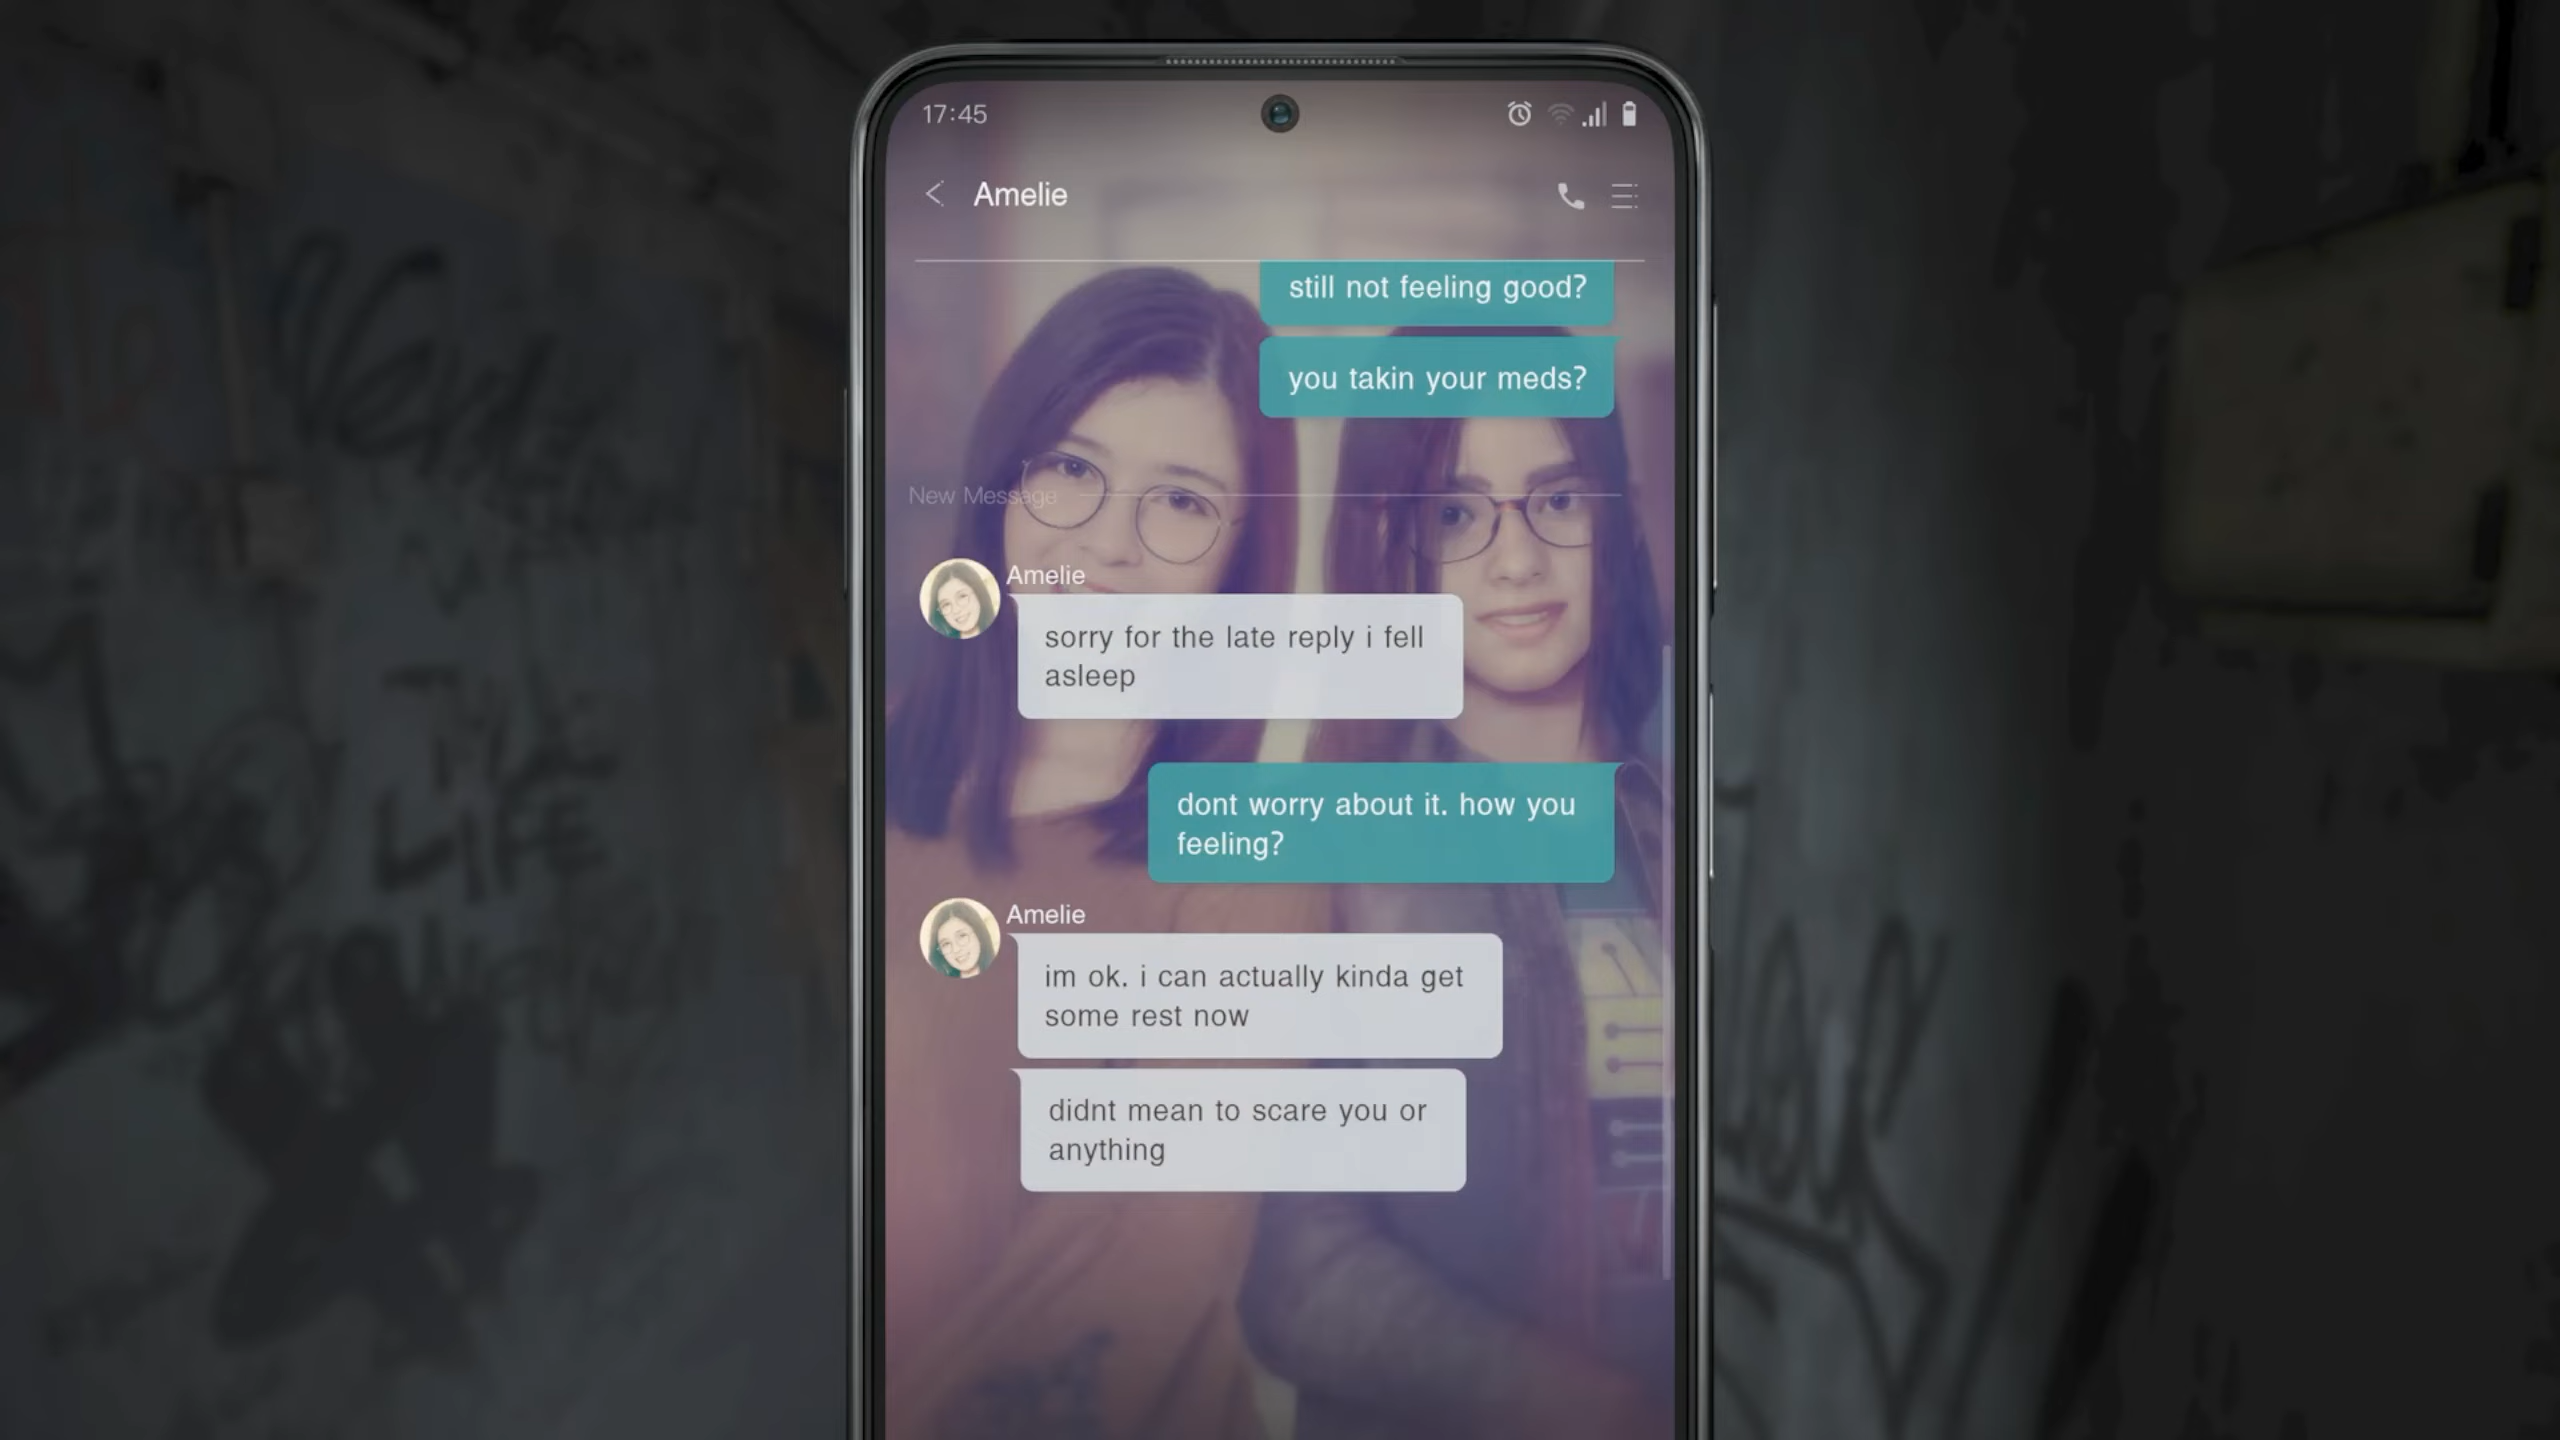 17:45
Amelie
still not feeling good?
you takin your meds?
New Message
Amelie
sorry for the late reply i fell
asleep
dont worry about it. how you
feeling?
Amelie
im ok. i can actually kinda get
some rest now
didnt mean to scare you or
anything
LIFE